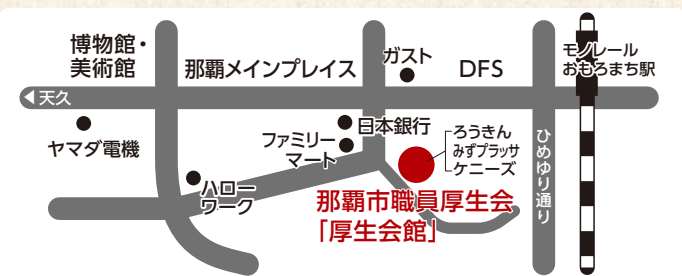 博物館・
美術館
那覇メインプレイス
ガスト
DFS
モノレール
おもろまち駅
天久
ヤマダ電機
日本銀行
ファミリー
マート
ろうきん
みずプラッサ
ケニーズ
ひめゆり通り
ハロー
ワーク
那覇市職員厚生会
「厚生会館」